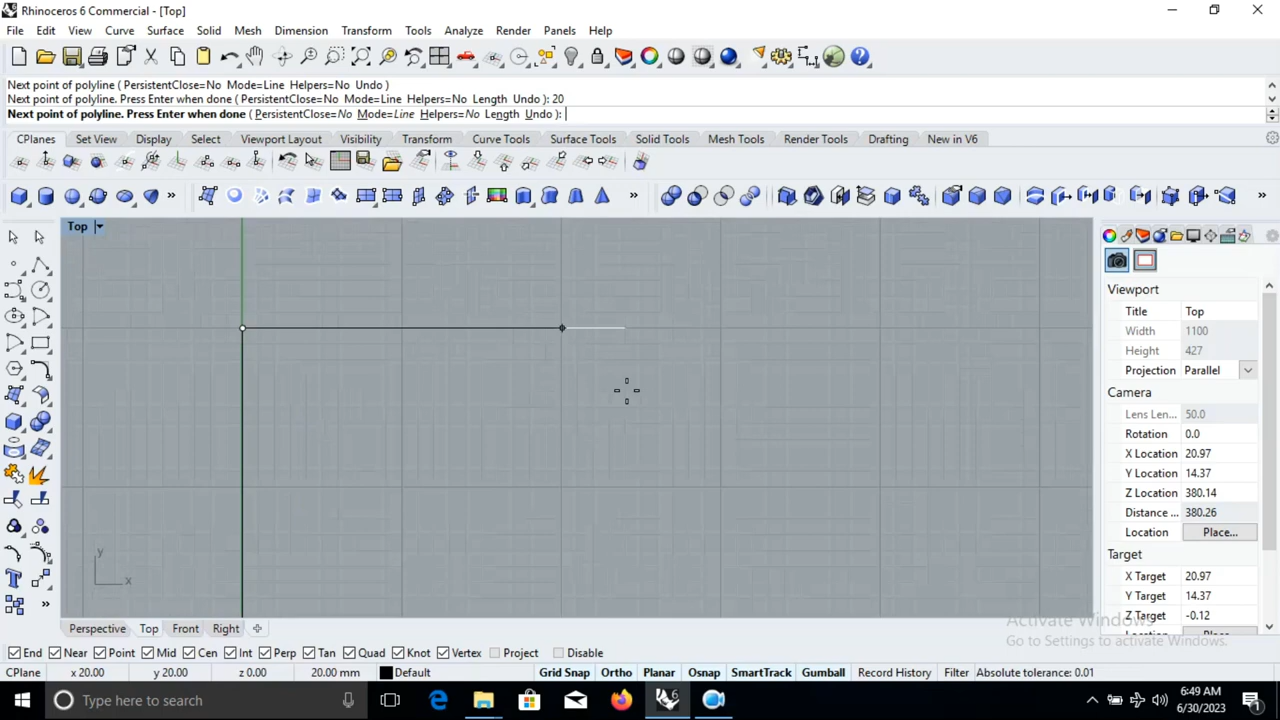 Rhinoceros 6 Commercial - [Top]
File Edit View Curve Surface Solid Mesh Dimension Transform Tools Analyze Render Panels Help
Next point of polyline ( PersistentClose=No Mode=Line Helpers=No Undo )
Next point of polyline. Press Enter when done ( PersistentClose=No Mode=Line Helpers=No Length Undo ): 20
Next point of polyline. Press Enter when done ( PersistentClose=No Mode=Line Helpers=No Length Undo ):
CPlanes Set View Display Select Viewport Layout Visibility Transform Curve Tools Surface Tools Solid Tools Mesh Tools Render Tools Drafting New in V6
Top
Viewport
Title Top
Width 1100
Height 427
Projection Parallel
Camera
Lens Len... 50.0
Rotation 0.0
X Location 20.97
Y Location 14.37
Z Location 380.14
Distance ... 380.26
Location Place...
Target
X Target 20.97
Y Target 14.37
Z Target -0.12
y
x
Activate Windows
Go to Settings to activate Windows.
Perspective Top Front Right
End Near Point Mid Cen Int Perp Tan Quad Knot Vertex Project Disable
CPlane x 20.00 y 20.00 z 0.00 20.00 mm Default Grid Snap Ortho Planar Osnap SmartTrack Gumball Record History Filter Absolute tolerance: 0.01
Type here to search
6:49 AM
6/30/2023